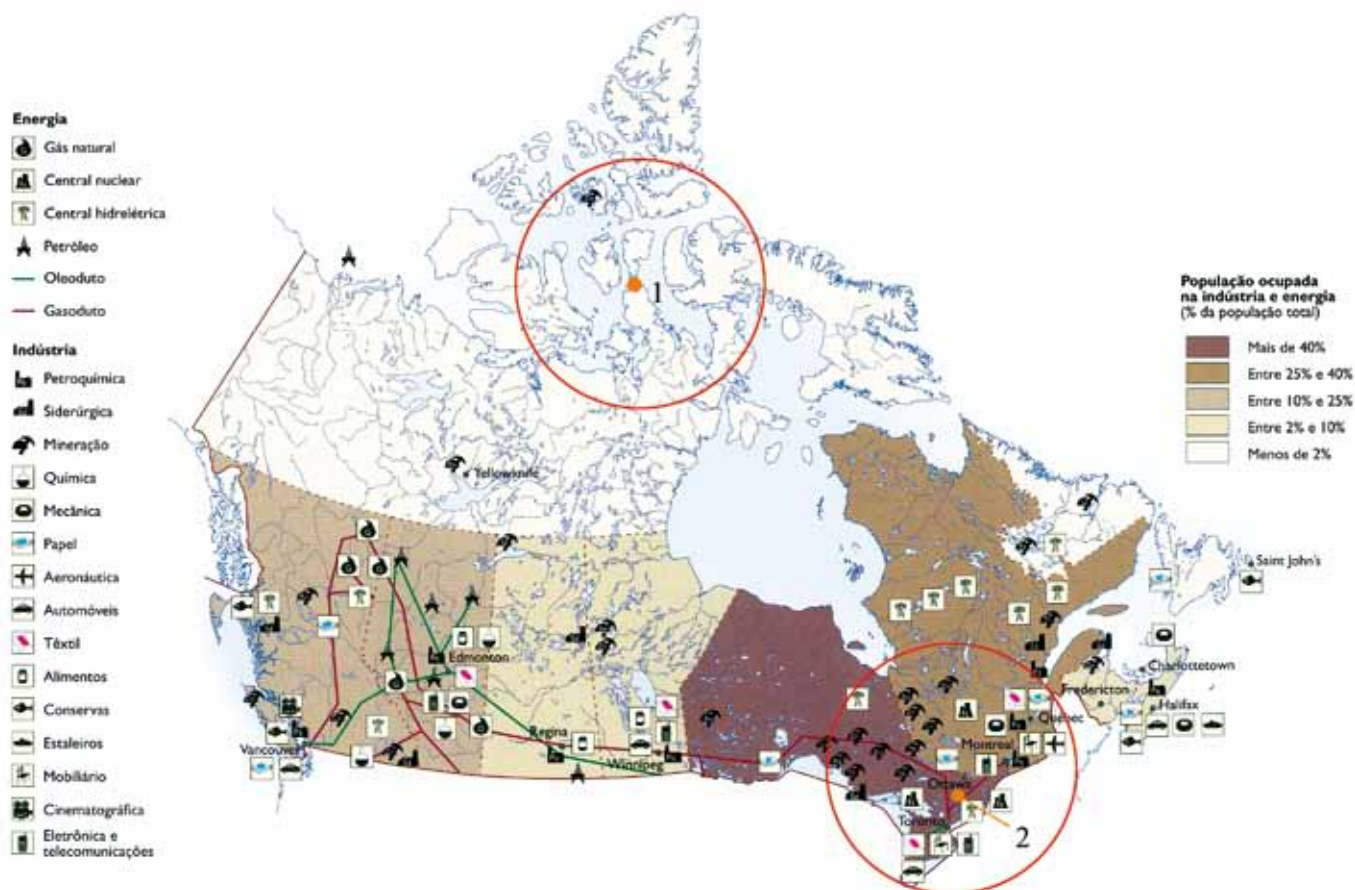 Energia
Gás natural
Central nuclear
Central hidrelétrica
Petróleo
Oleoduto
Gasoduto
Indústria
Petroquímica
Siderúrgica
Mineração
Química
Mecânica
Papel
Aeronáutica
Automóveis
Têxtil
Alimentos
Conservas
Estaleiros
Mobiliário
Cinematográfica
Eletrônica e
telecomunicações
1
Yellowknife
Edmonton
Vancouver
Regina
Winnipeg
Saint John's
Charlottetown
Fredericton
Halifax
Quebec
Montreal
Ottawa
Toronto
2
População ocupada
na indústria e energia
(% da população total)
Mais de 40%
Entre 25% e 40%
Entre 10% e 25%
Entre 2% e 10%
Menos de 2%